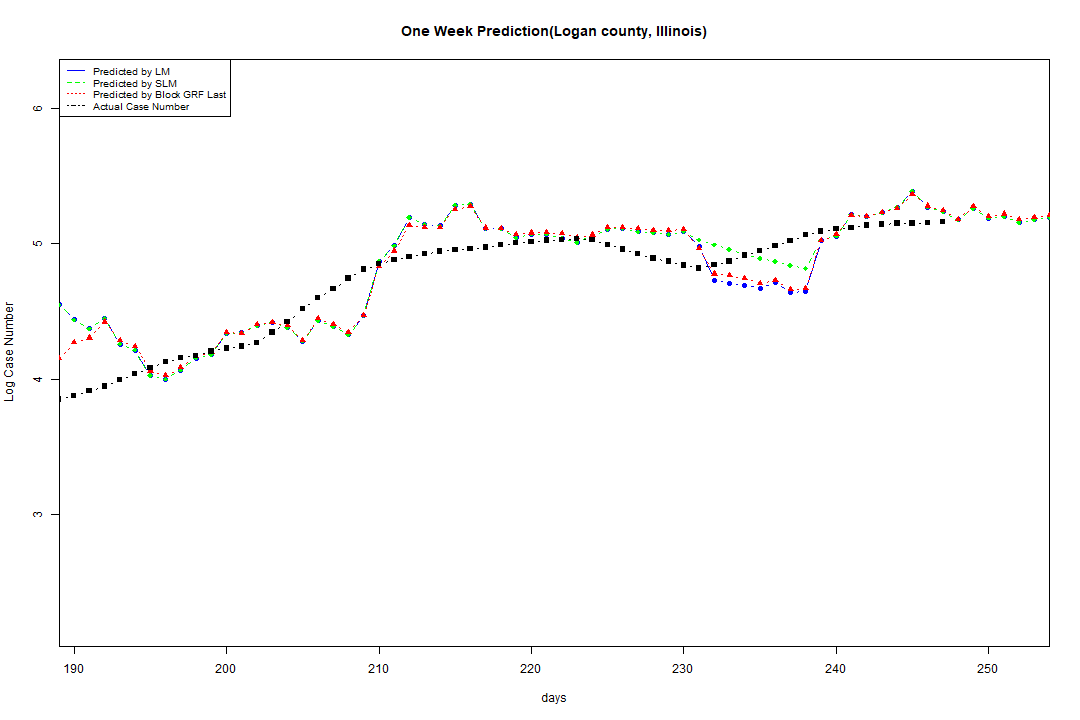 One Week Prediction(Logan county, Illinois)
Predicted by LM
Predicted by SLM
Predicted by Block GRF Last
Actual Case Number
6
5
4
3
Log Case Number
190 200 210 220 230 240 250
days